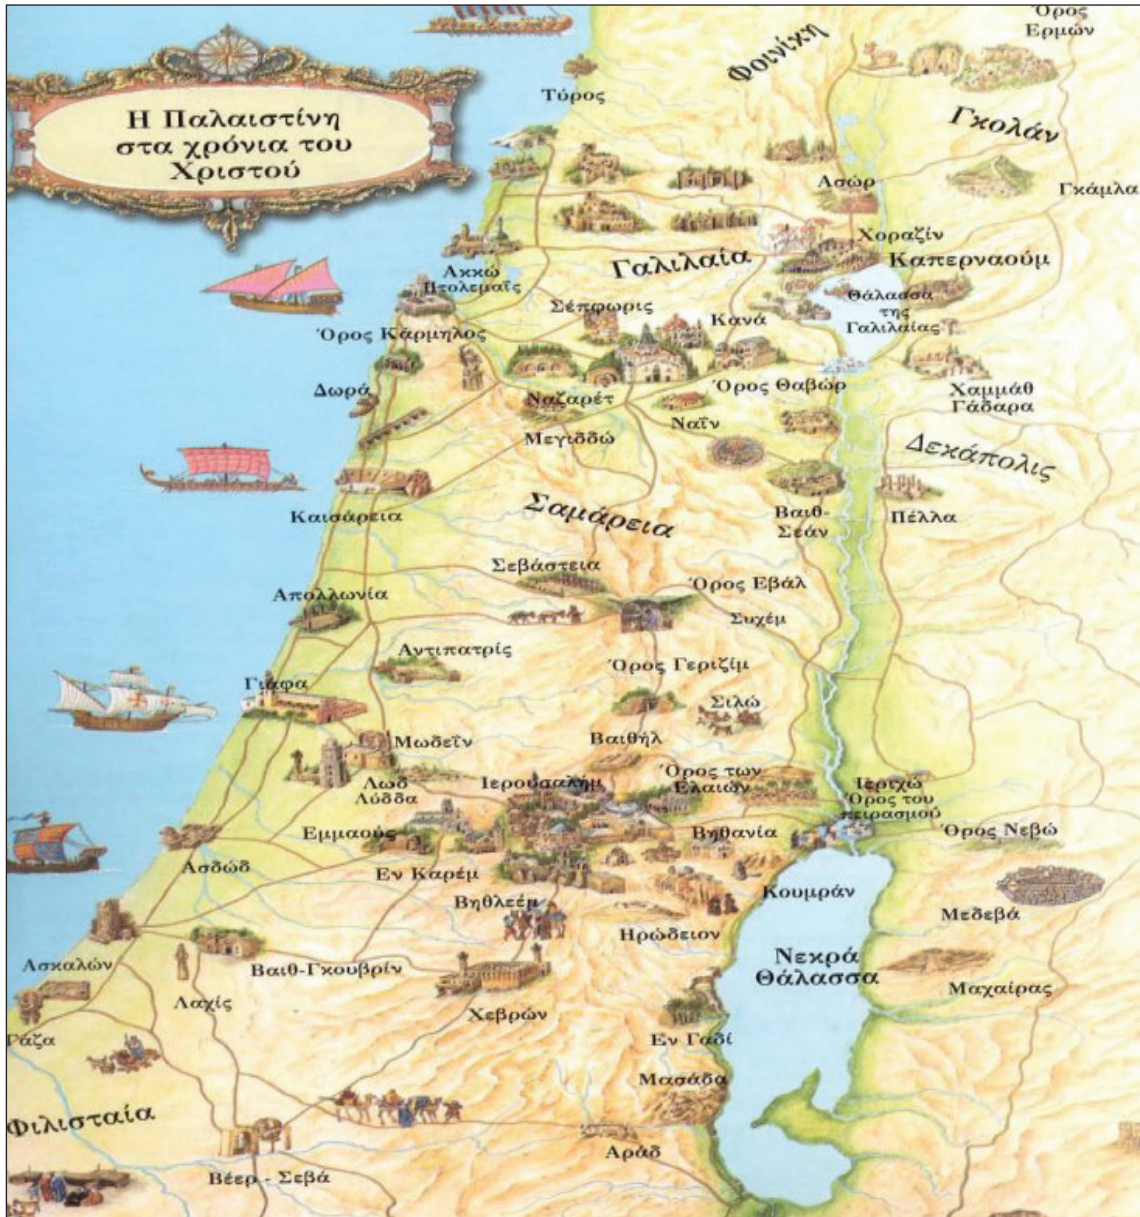 Η Παλαιστίνη
στα χρόνια του
Χριστού
Όρος
Ερμών
Φοινίκη
Τύρος
Γκολάν
Ασώρ
Γκάμλα
Χοραζίν
Γαλιλαία
Καπερναούμ
Ακκώ
Πτολεμαΐς
Θάλασσα
της
Γαλιλαίας
Σέπφωρις
Κανά
Όρος Κάρμηλος
Όρος Θαβώρ
Δωρά
Ναζαρέτ
Χαμμάθ
Γάδαρα
Μεγιδδώ
Ναΐν
Δεκάπολις
Καισάρεια
Σαμάρεια
Βαιθ-
Σεάν
Πέλλα
Σεβάστεια
Όρος Εβάλ
Απολλωνία
Συχέμ
Αντιπατρίς
Όρος Γεριζίμ
Γιάφα
Σιλώ
Μωδεΐν
Βαιθήλ
Λωδ
Λύδδα
Ιερουσαλήμ
Όρος των
Ελαιών
Ιεριχώ
Όρος του
πειρασμού
Εμμαούς
Βηθανία
Όρος Νεβώ
Ασδώδ
Εν Καρέμ
Βηθλεέμ
Κουμράν
Μεδεβά
Ηρώδειον
Νεκρά
Θάλασσα
Ασκαλών
Βαιθ-Γκουβρίν
Λαχίς
Χεβρών
Μαχαίρας
Γάζα
Εν Γαδί
Μασάδα
Φιλισταία
Αράδ
Βέερ - Σεβά